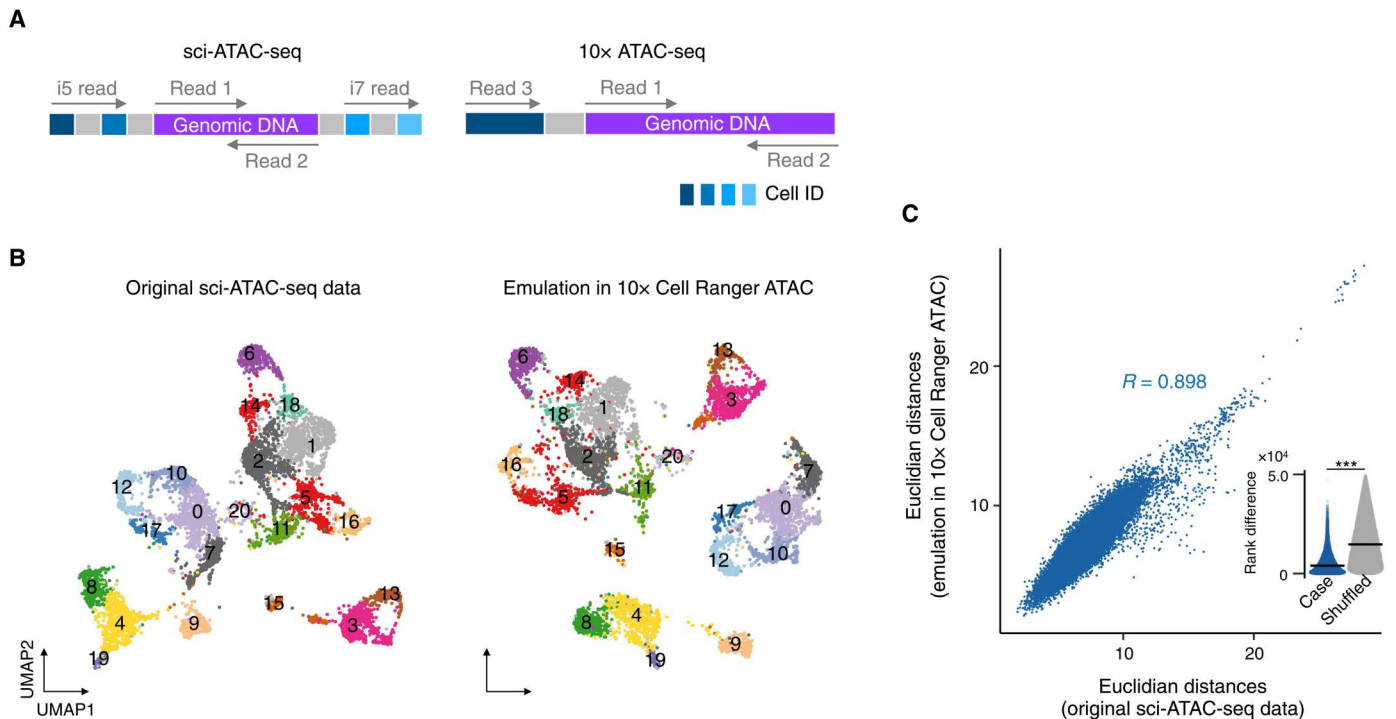 A
sci-ATAC-seq
10× ATAC-seq
i5 read
Read 1
i7 read
Read 3
Read 1
Genomic DNA
Genomic DNA
Read 2
Read 2
Cell ID
B
Original sci-ATAC-seq data
Emulation in 10× Cell Ranger ATAC
6
14
18
1
2
10
12
5
0
20
16
17
11
7
8
15
13
4
9
3
19
UMAP2
UMAP1
13
6
14
3
18
1
2
20
16
7
11
5
17
0
15
12
10
8
4
9
19
C
Euclidian distances
(emulation in 10× Cell Ranger ATAC)
20
10
R = 0.898
×10⁴
***
5.0
Rank difference
0
Case
Shuffled
10
20
Euclidian distances
(original sci-ATAC-seq data)